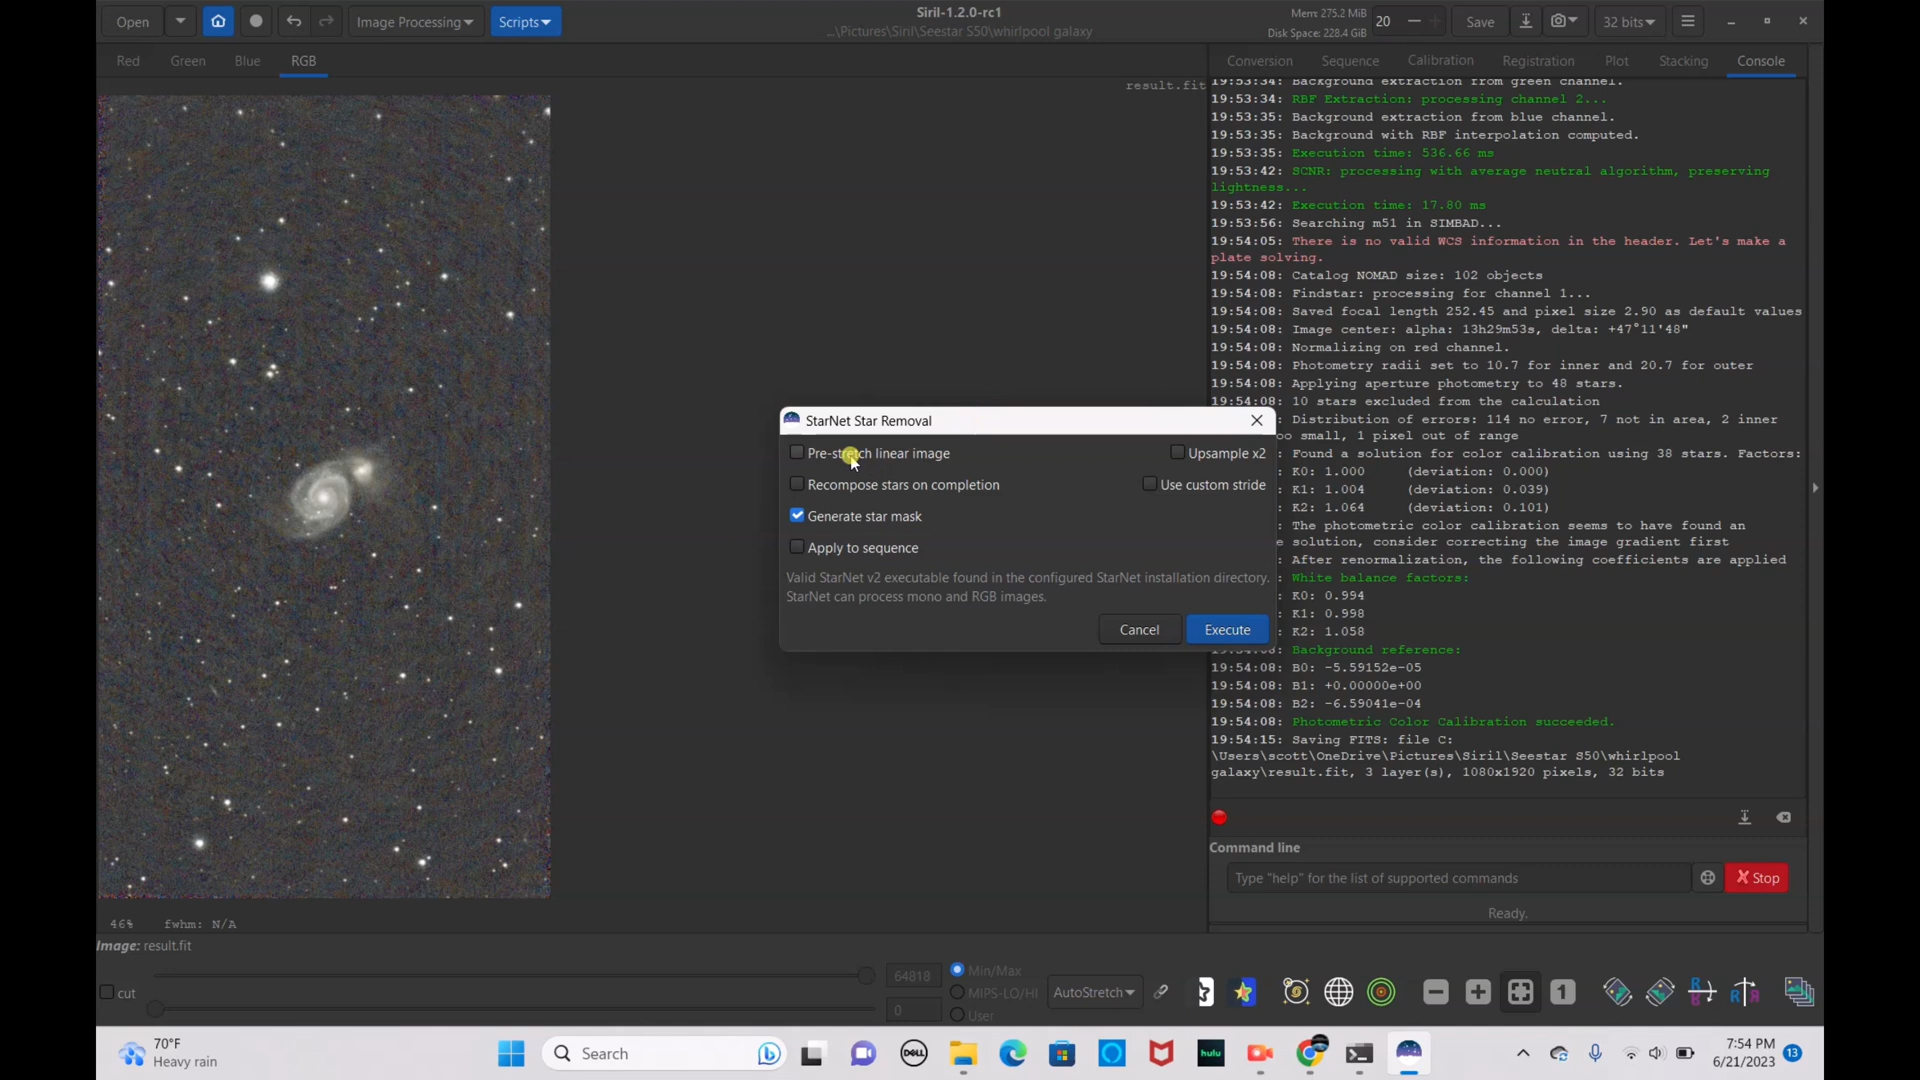 Open
Image Processing
Scripts
Siril-1.2.0-rc1
...\Pictures\Siril\Seestar S50\whirlpool galaxy
Mem: 275.2 MiB
Disk Space: 228.4 GiB
20
Save
32 bits
Red
Green
Blue
RGB
Conversion
Sequence
Calibration
Registration
Plot
Stacking
Console
result.fit
19:53:34: Background extraction from green channel.
19:53:34: RBF Extraction: processing channel 2...
19:53:35: Background extraction from blue channel.
19:53:35: Background with RBF interpolation computed.
19:53:35: Execution time: 536.66 ms
19:53:42: SCNR: processing with average neutral algorithm, preserving
lightness...
19:53:42: Execution time: 17.80 ms
19:53:56: Searching m51 in SIMBAD...
19:54:05: There is no valid WCS information in the header. Let's make a
plate solving.
19:54:08: Catalog NOMAD size: 102 objects
19:54:08: Findstar: processing for channel 1...
19:54:08: Saved focal length 252.45 and pixel size 2.90 as default values
19:54:08: Image center: alpha: 13h29m53s, delta: +47°11'48"
19:54:08: Normalizing on red channel.
19:54:08: Photometry radii set to 10.7 for inner and 20.7 for outer
19:54:08: Applying aperture photometry to 48 stars.
19:54:08: 10 stars excluded from the calculation
: Distribution of errors: 114 no error, 7 not in area, 2 inner
oo small, 1 pixel out of range
: Found a solution for color calibration using 38 stars. Factors:
: K0: 1.000 (deviation: 0.000)
: K1: 1.004 (deviation: 0.039)
: K2: 1.064 (deviation: 0.101)
: The photometric color calibration seems to have found an
e solution, consider correcting the image gradient first
: After renormalization, the following coefficients are applied
: White balance factors:
: K0: 0.994
: K1: 0.998
: K2: 1.058
: Background reference:
19:54:08: B0: -5.59152e-05
19:54:08: B1: +0.00000e+00
19:54:08: B2: -6.59041e-04
19:54:08: Photometric Color Calibration succeeded.
19:54:15: Saving FITS: file C:
\Users\scott\OneDrive\Pictures\Siril\Seestar S50\whirlpool
galaxy\result.fit, 3 layer(s), 1080x1920 pixels, 32 bits
StarNet Star Removal
Pre-stretch linear image
Upsample x2
Recompose stars on completion
Use custom stride
Generate star mask
Apply to sequence
Valid StarNet v2 executable found in the configured StarNet installation directory.
StarNet can process mono and RGB images.
Cancel
Execute
Command line
Type "help" for the list of supported commands
Stop
Ready.
46%
fwhm: N/A
Image: result.fit
cut
64818
0
Min/Max
MIPS-LO/HI
User
AutoStretch
1
70°F
Heavy rain
Search
DELL
hulu
7:54 PM
6/21/2023
13